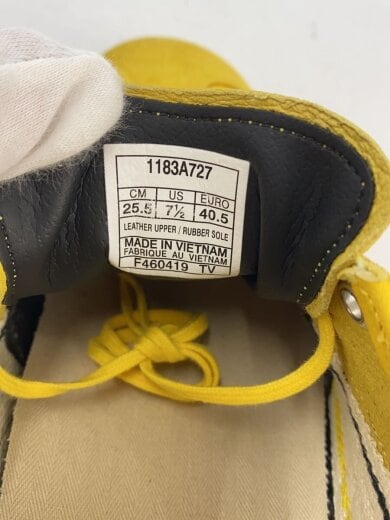 1183A727
CM US EURO
25.5 7½ 40.5
LEATHER UPPER / RUBBER SOLE
MADE IN VIETNAM
FABRIQUE AU VIETNAM
F460419 TV